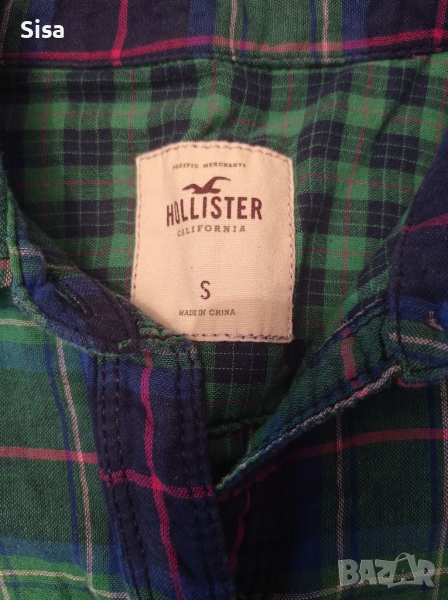 Sisa
PACIFIC MERCHANTS
HOLLISTER
CALIFORNIA
S
MADE IN CHINA
BAZAR